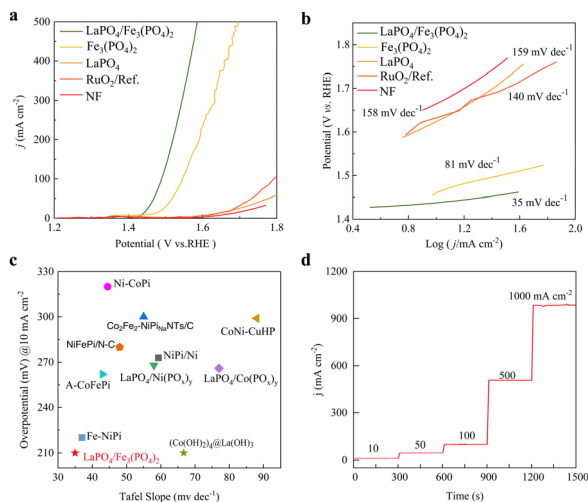 a
500
400
300
200
100
50
0
j (mA cm⁻²)
LaPO₄/Fe₃(PO₄)₂
Fe₃(PO₄)₂
LaPO₄
RuO₂/Ref.
NF
1.2 1.4 1.6 1.8
Potential ( V vs.RHE)
b
1.8
1.7
1.6
1.5
1.4
Potential (V vs. RHE)
LaPO₄/Fe₃(PO₄)₂
Fe₃(PO₄)₂
LaPO₄
RuO₂/Ref.
NF
159 mV dec⁻¹
158 mV dec⁻¹
140 mV dec⁻¹
81 mV dec⁻¹
35 mV dec⁻¹
0.4 0.8 1.2 1.6 2.0
Log (j/mA cm⁻²)
c
330
300
270
240
210
Overpotential (mV) @10 mA cm⁻²
Ni-CoPi
Co₂Fe₂-NiPi_NaNTs/C
CoNi-CuHP
NiFePi/N-C
NiPi/Ni
A-CoFePi
LaPO₄/Ni(POₓ)ᵧ
LaPO₄/Co(POₓ)ᵧ
Fe-NiPi
(Co(OH)₂)₄@La(OH)₃
LaPO₄/Fe₃(PO₄)₂
30 40 50 60 70 80 90
Tafel Slope (mv dec⁻¹)
d
1200
900
600
300
0
j (mA cm⁻²)
1000 mA cm⁻²
500
100
50
10
0 300 600 900 1200 1500
Time (s)